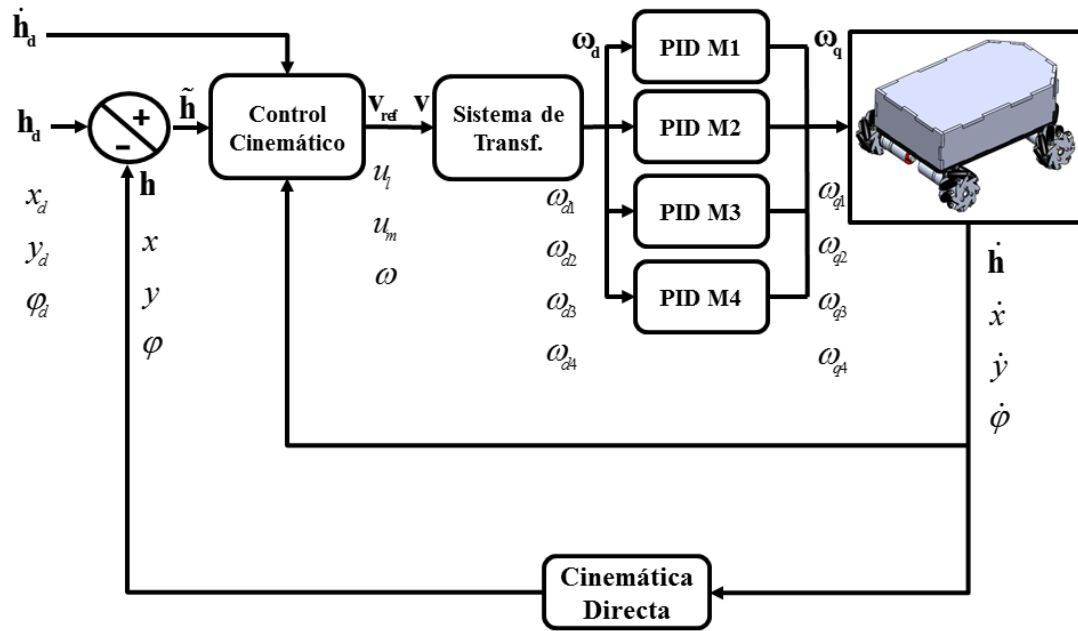 ḣd
hd
+
-
h̃
h
xd
yd
φd
x
y
φ
Control
Cinemático
vref
v
ul
um
ω
Sistema de
Transf.
ωd
ωd1
ωd2
ωd3
ωd4
PID M1
PID M2
PID M3
PID M4
ωq
ωq1
ωq2
ωq3
ωq4
ḣ
ẋ
ẏ
φ̇
Cinemática
Directa